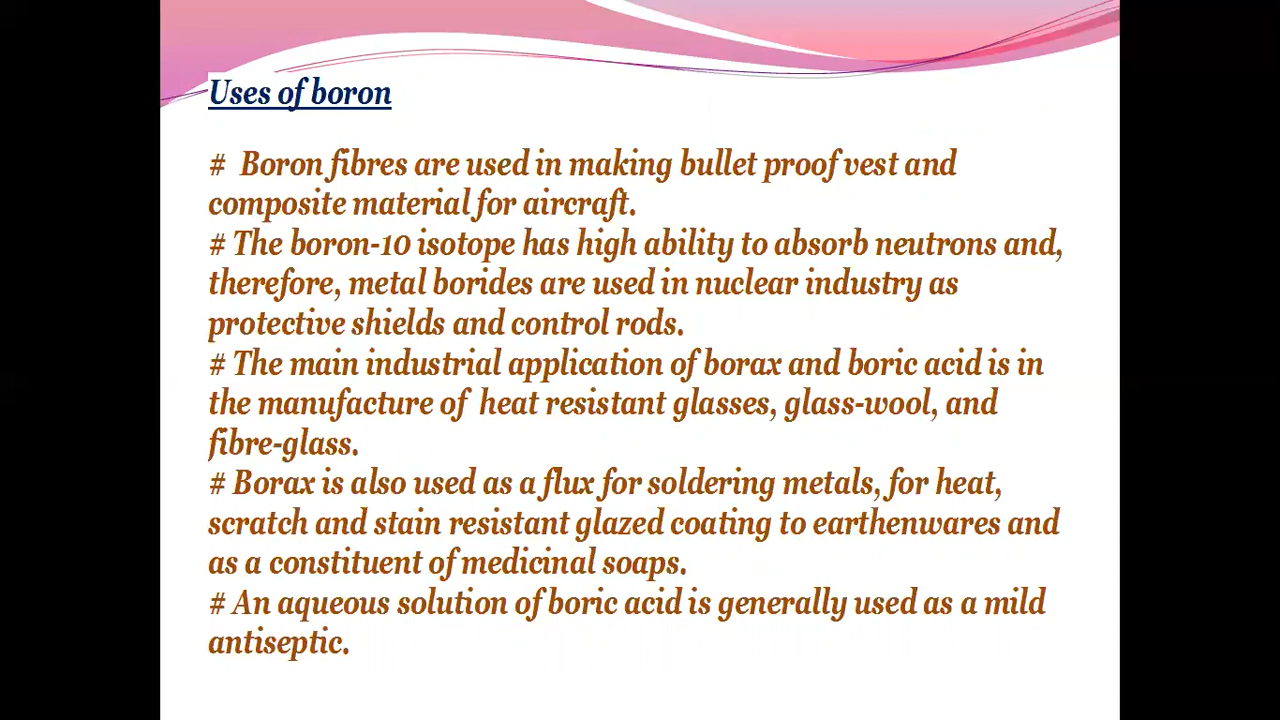 Uses of boron
# Boron fibres are used in making bullet proof vest and
composite material for aircraft.
# The boron-10 isotope has high ability to absorb neutrons and,
therefore, metal borides are used in nuclear industry as
protective shields and control rods.
# The main industrial application of borax and boric acid is in
the manufacture of heat resistant glasses, glass-wool, and
fibre-glass.
# Borax is also used as a flux for soldering metals, for heat,
scratch and stain resistant glazed coating to earthenwares and
as a constituent of medicinal soaps.
# An aqueous solution of boric acid is generally used as a mild
antiseptic.